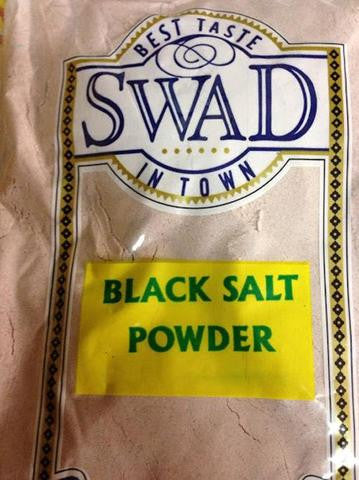 BEST TASTE
SWAD
IN TOWN
BLACK SALT
POWDER